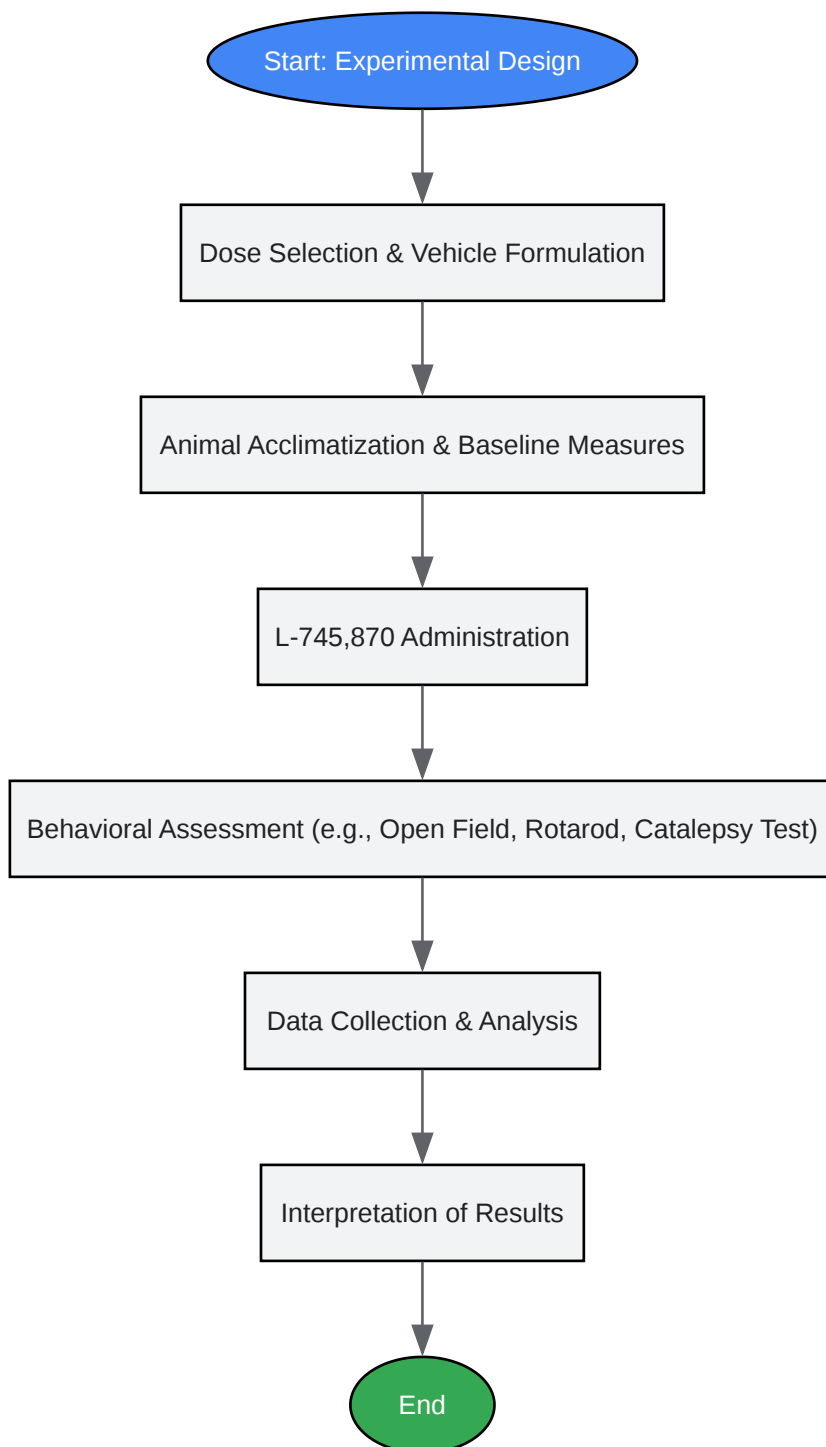 Start: Experimental Design
Dose Selection & Vehicle Formulation
Animal Acclimatization & Baseline Measures
L-745,870 Administration
Behavioral Assessment (e.g., Open Field, Rotarod, Catalepsy Test)
Data Collection & Analysis
Interpretation of Results
End